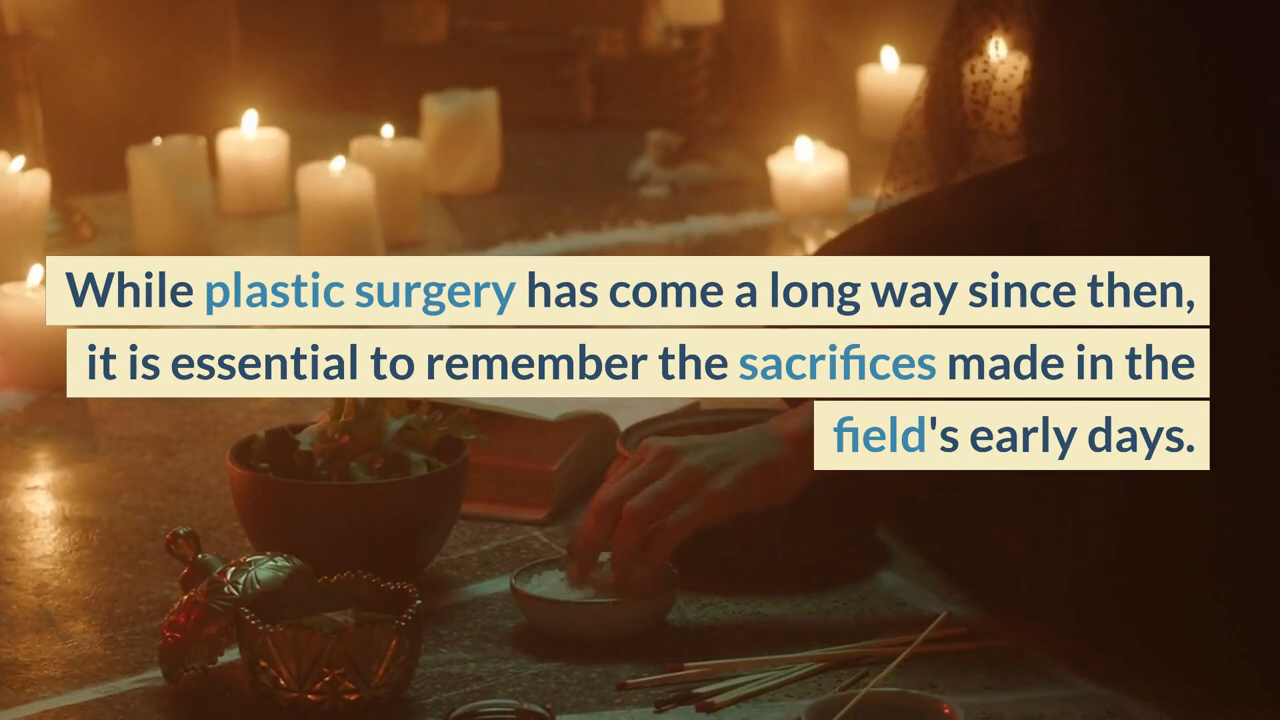 While plastic surgery has come a long way since then,
it is essential to remember the sacrifices made in the
field's early days.